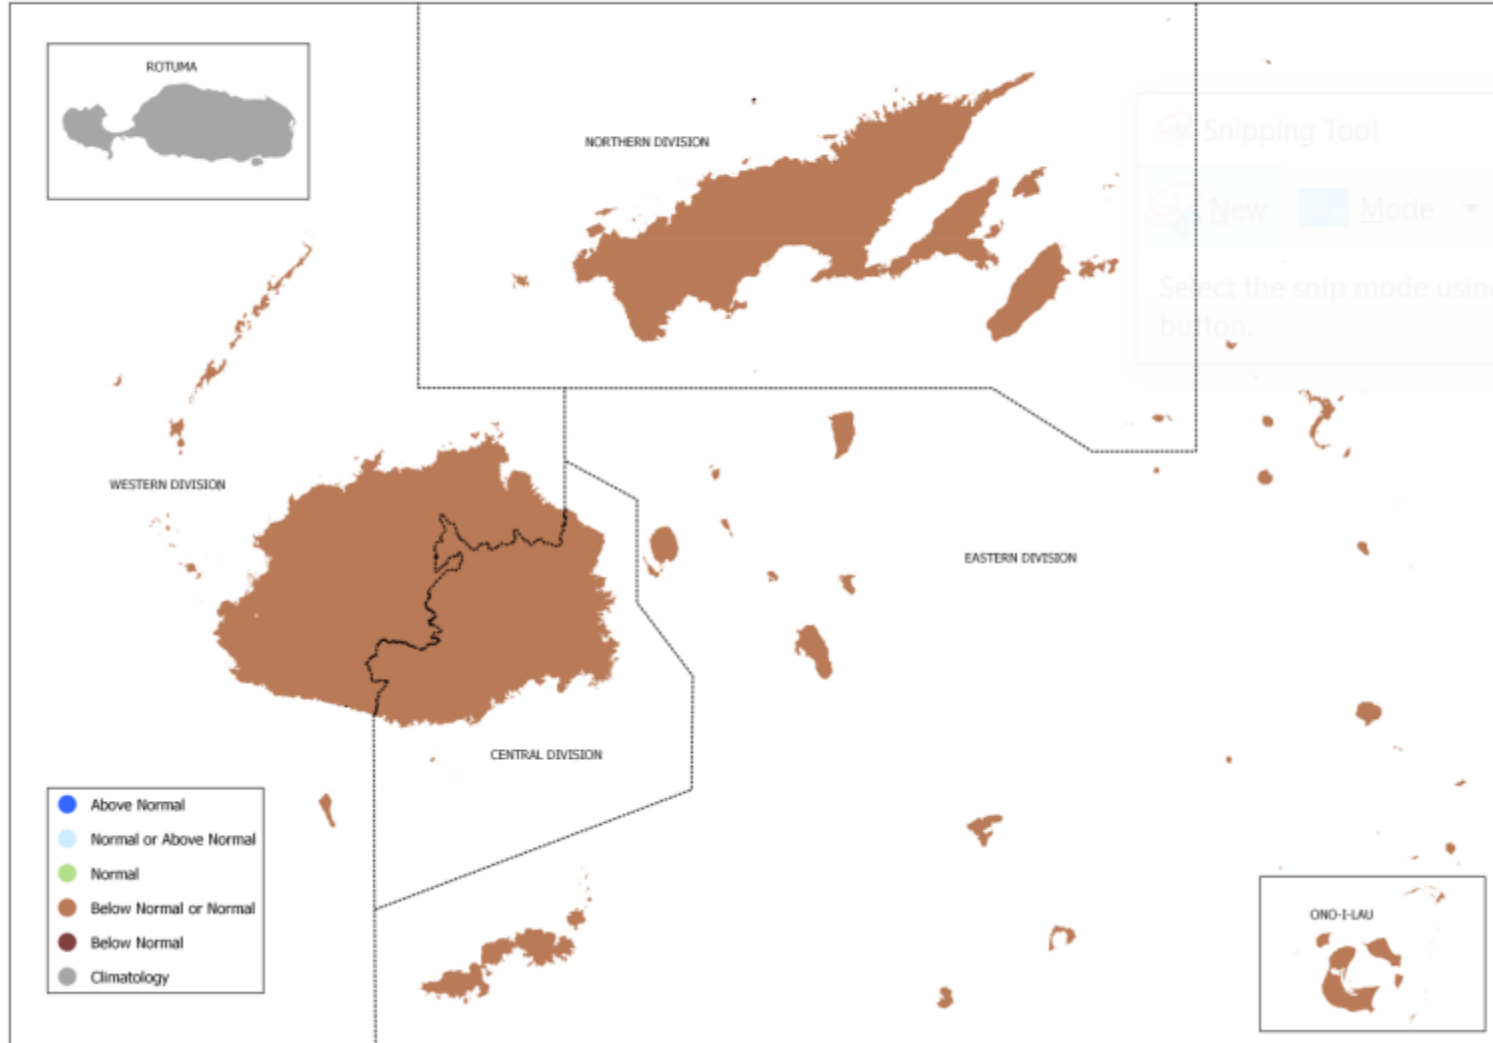 ROTUMA
NORTHERN DIVISION
Snipping Tool
New
Mode
Select the snip mode using
button.
WESTERN DIVISION
EASTERN DIVISION
CENTRAL DIVISION
Above Normal
Normal or Above Normal
Normal
Below Normal or Normal
Below Normal
Climatology
ONO-I-LAU